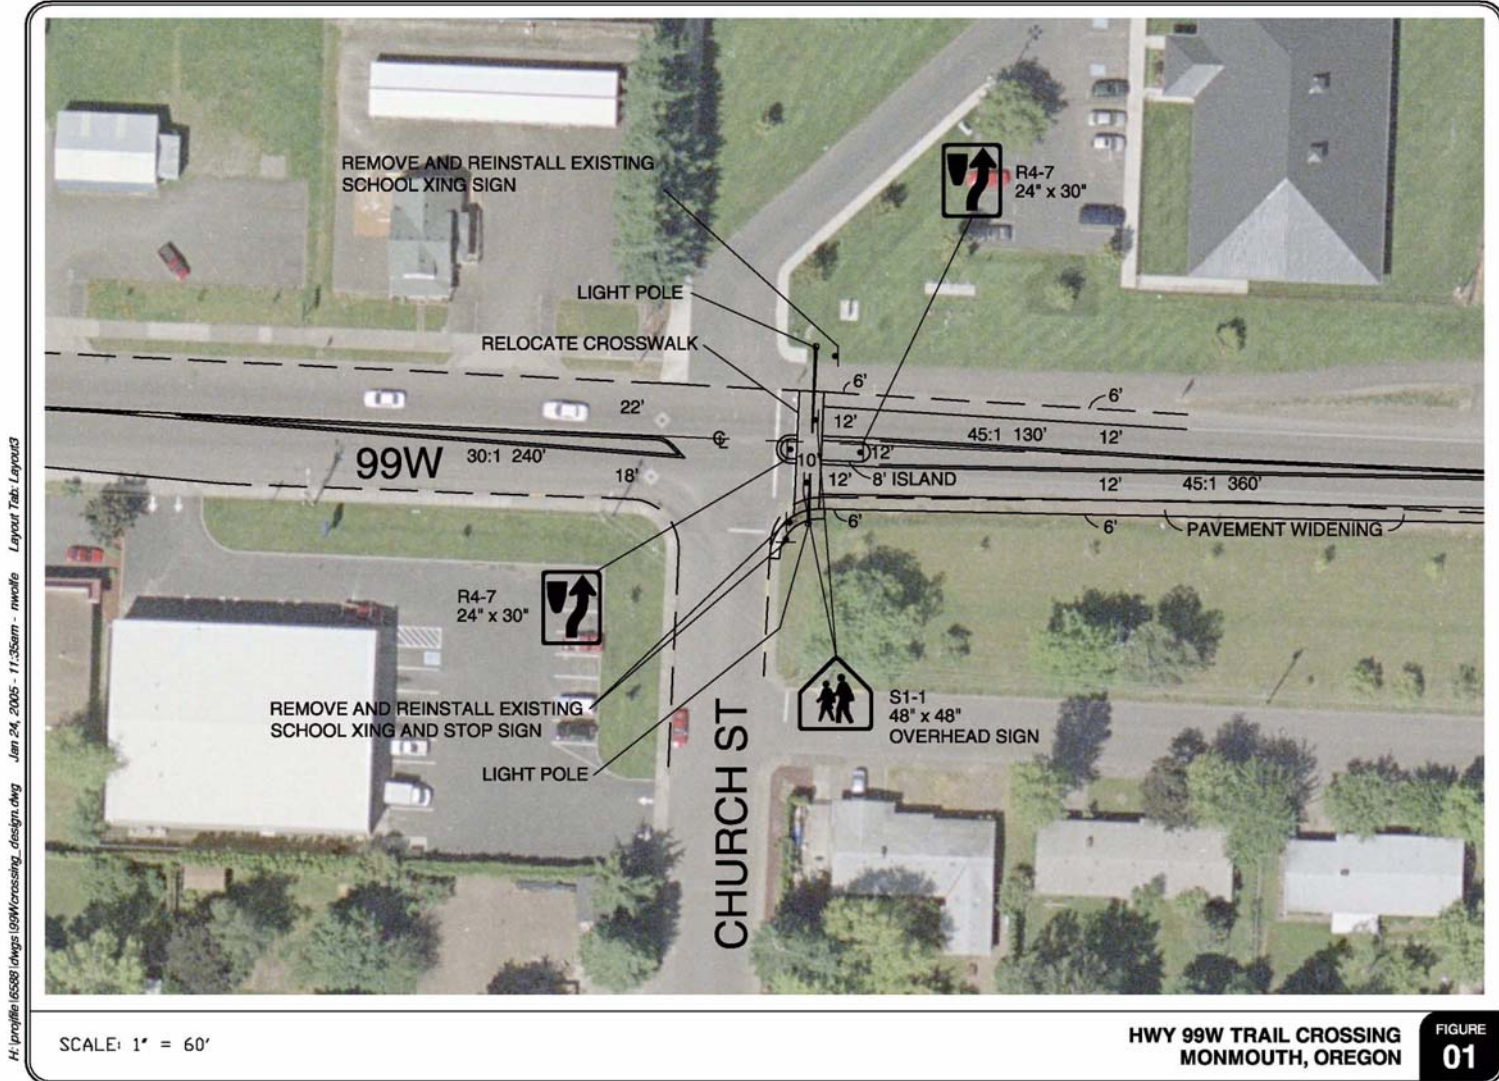 REMOVE AND REINSTALL EXISTING
SCHOOL XING SIGN
R4-7
24" x 30"
LIGHT POLE
RELOCATE CROSSWALK
6'
6'
22'
12'
45:1 130'
12'
℄
99W
30:1 240'
12'
10'
18'
12'
8' ISLAND
12'
45:1 360'
6'
6'
PAVEMENT WIDENING
R4-7
24" x 30"
REMOVE AND REINSTALL EXISTING
SCHOOL XING AND STOP SIGN
S1-1
48" x 48"
OVERHEAD SIGN
LIGHT POLE
CHURCH ST
H:\projfile\6588\dwgs\99Wcrossing_design.dwg Jan 24, 2005 - 11:35am - nwolfe Layout Tab: Layout3
SCALE: 1" = 60'
HWY 99W TRAIL CROSSING
MONMOUTH, OREGON
FIGURE
01